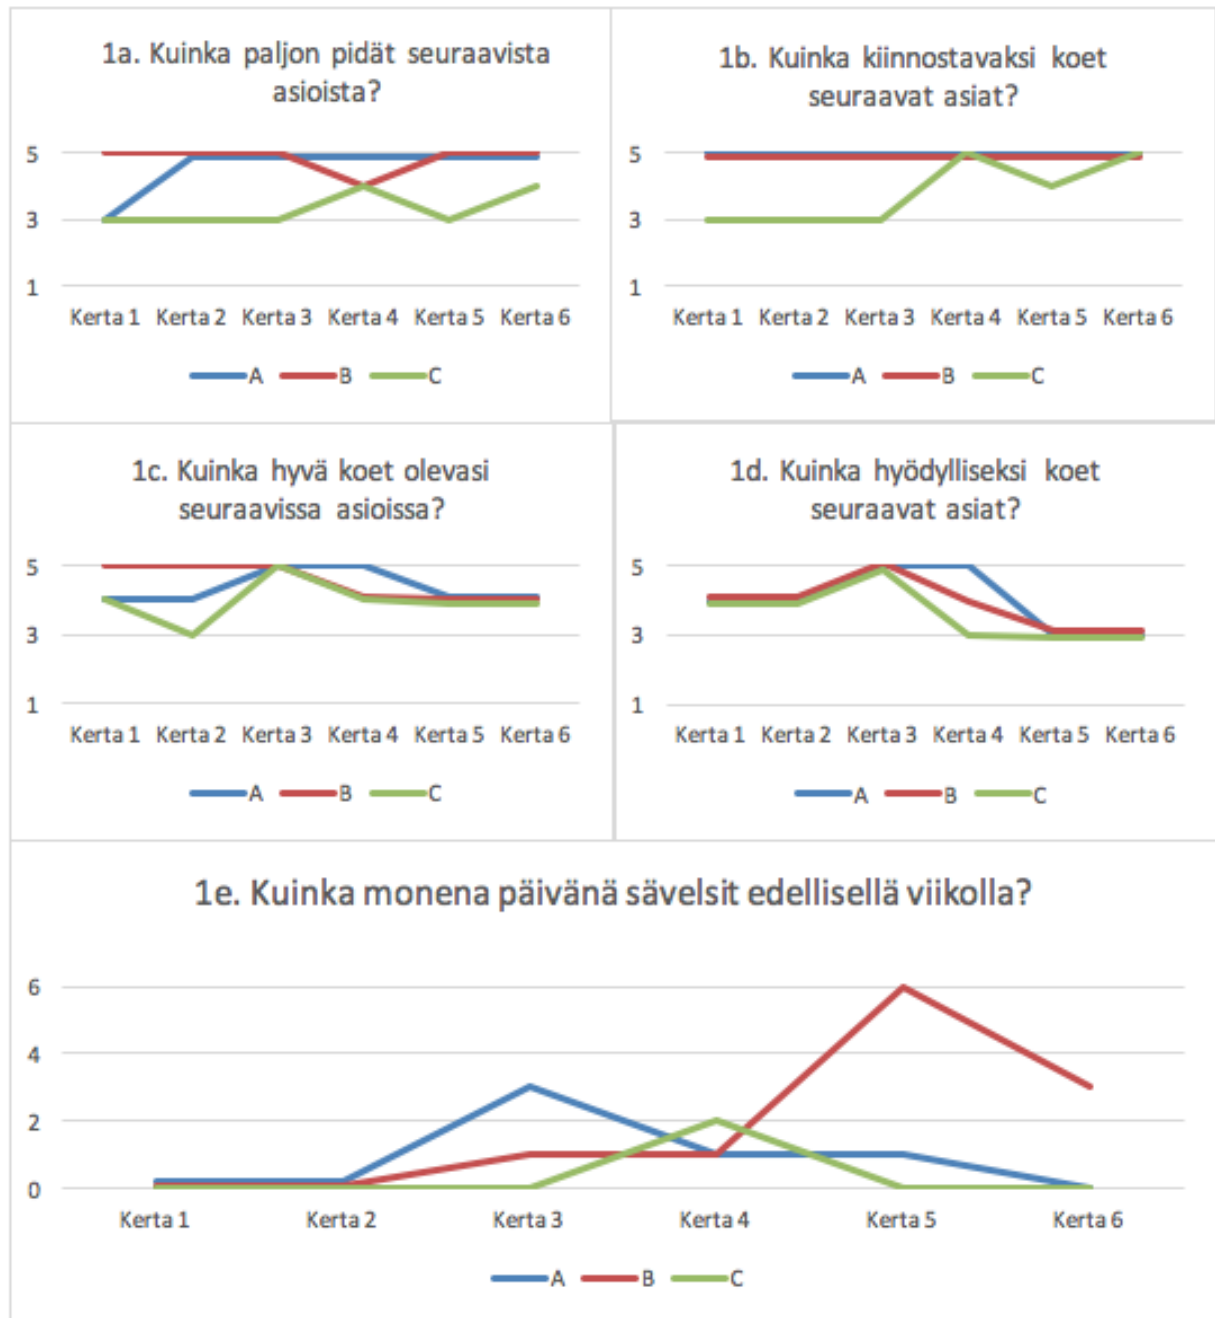 1a. Kuinka paljon pidät seuraavista
asioista?
5
3
1
Kerta 1 Kerta 2 Kerta 3 Kerta 4 Kerta 5 Kerta 6
A B C
1b. Kuinka kiinnostavaksi koet
seuraavat asiat?
5
3
1
Kerta 1 Kerta 2 Kerta 3 Kerta 4 Kerta 5 Kerta 6
A B C
1c. Kuinka hyvä koet olevasi
seuraavissa asioissa?
5
3
1
Kerta 1 Kerta 2 Kerta 3 Kerta 4 Kerta 5 Kerta 6
A B C
1d. Kuinka hyödylliseksi koet
seuraavat asiat?
5
3
1
Kerta 1 Kerta 2 Kerta 3 Kerta 4 Kerta 5 Kerta 6
A B C
1e. Kuinka monena päivänä sävelsit edellisellä viikolla?
6
4
2
0
Kerta 1 Kerta 2 Kerta 3 Kerta 4 Kerta 5 Kerta 6
A B C